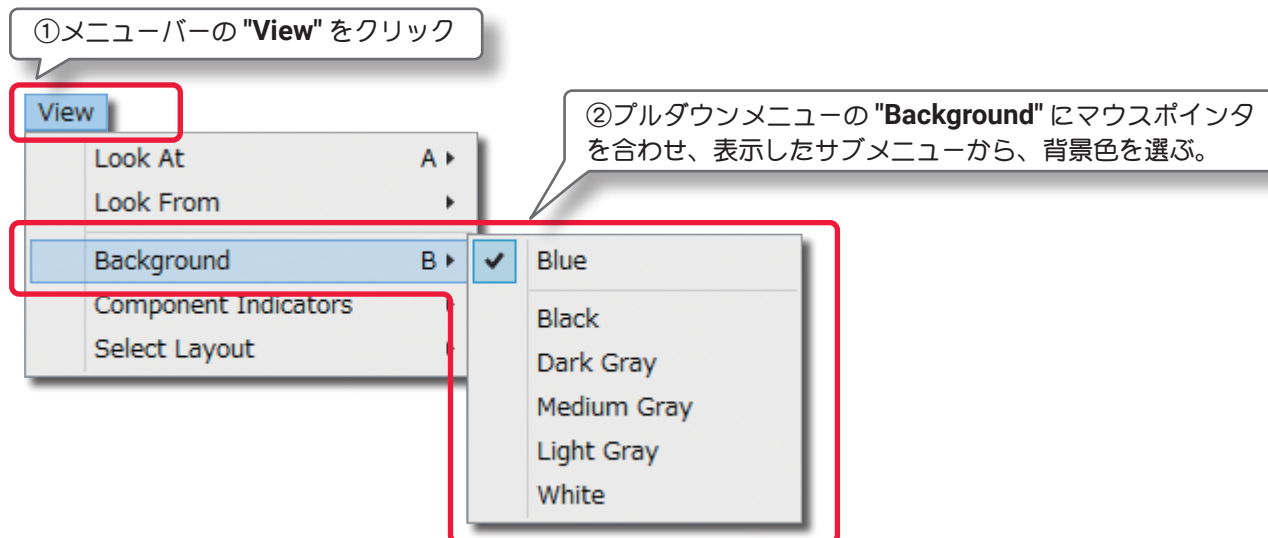 ①メニューバーの "View" をクリック
View
②プルダウンメニューの "Background" にマウスポインタ
を合わせ、表示したサブメニューから、背景色を選ぶ。
Look At A
Look From
Background B
Component Indicators
Select Layout
Blue
Black
Dark Gray
Medium Gray
Light Gray
White